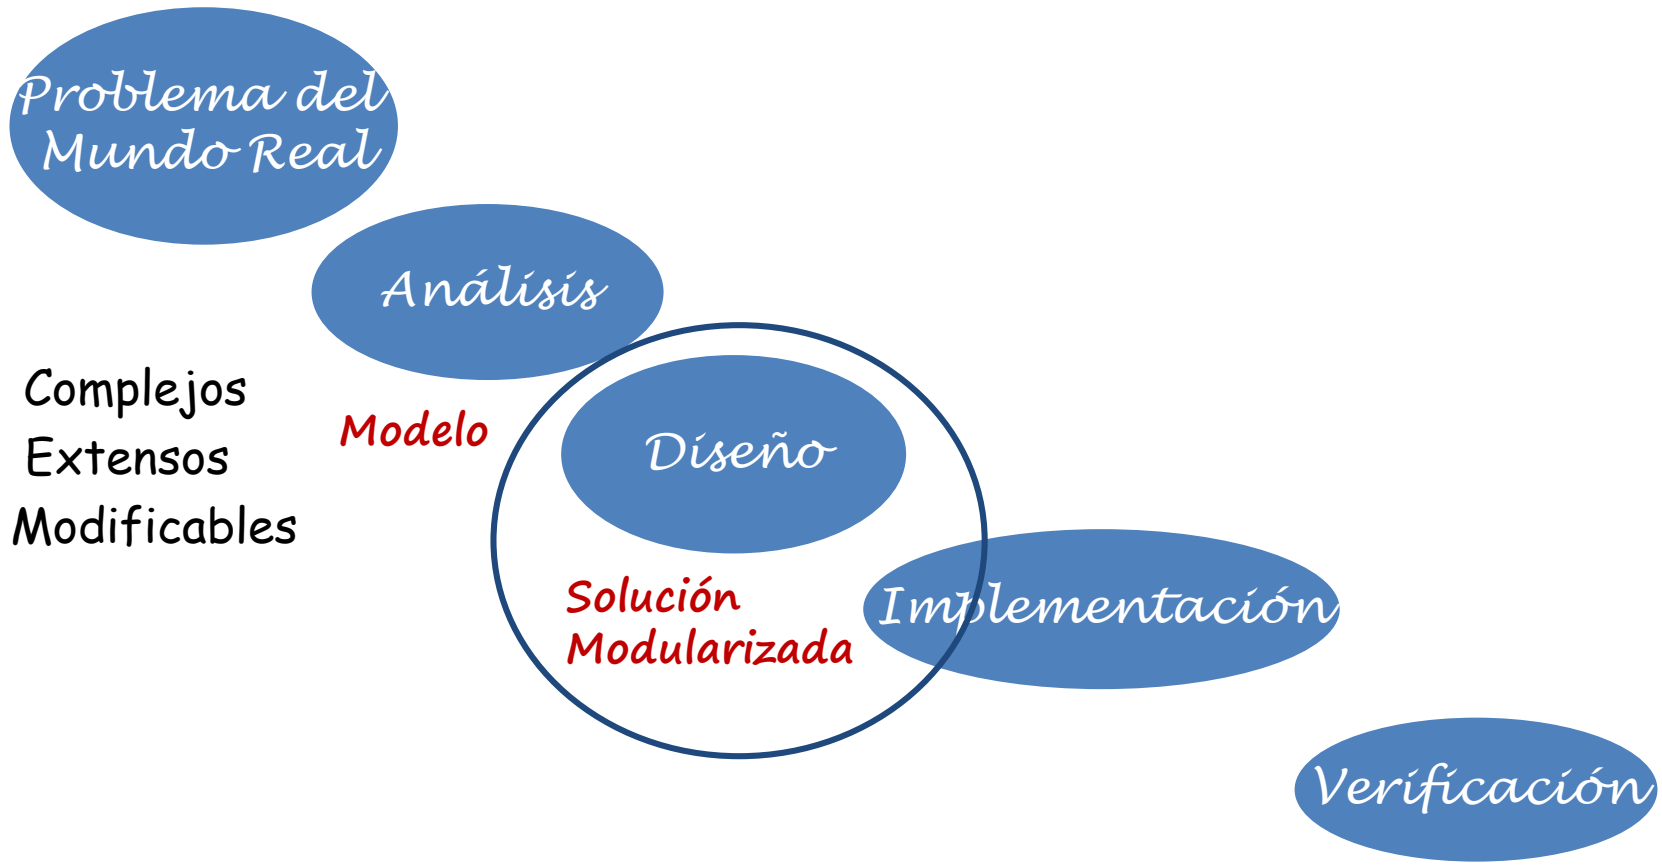 Problema del
Mundo Real
Análisis
Complejos
Extensos
Modificables
Modelo
Diseño
Solución
Modularizada
Implementación
Verificación